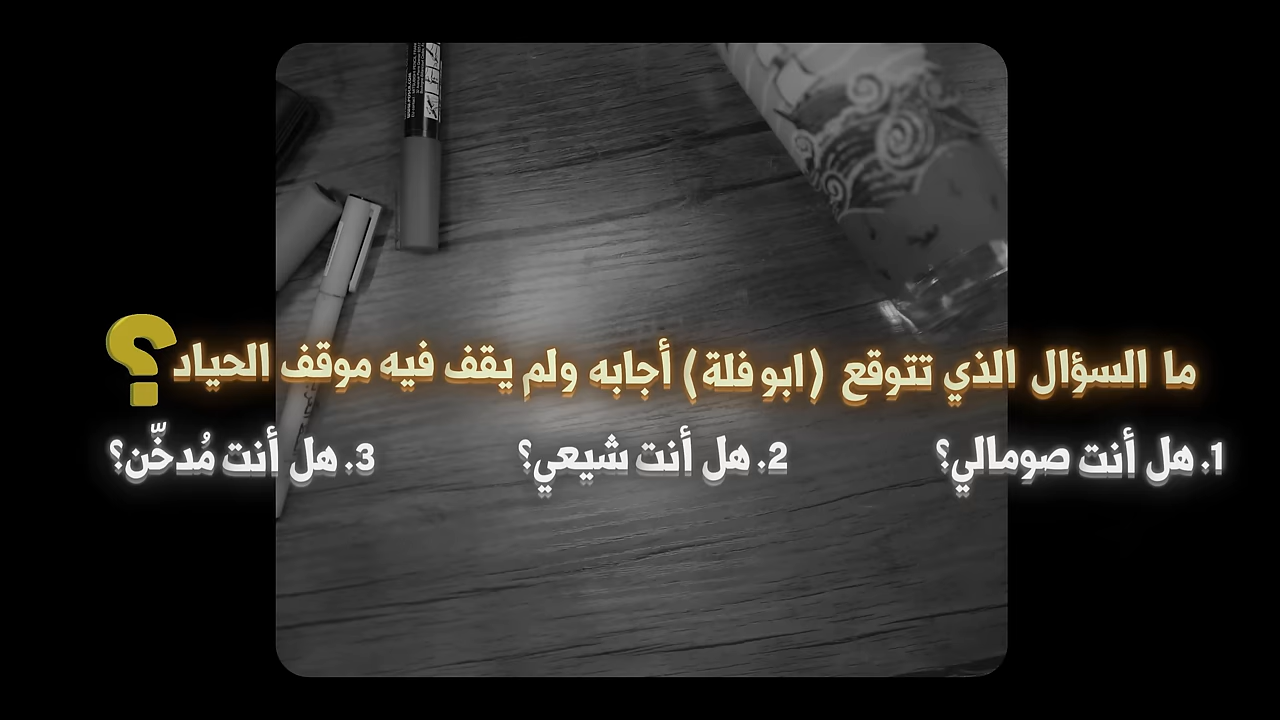 ما السؤال الذي تتوقع (ابو فلة) أجابه ولم يقف فيه موقف الحياد؟
1. هل أنت صومالي؟ 2. هل أنت شيعي؟ 3. هل أنت مُدخّن؟